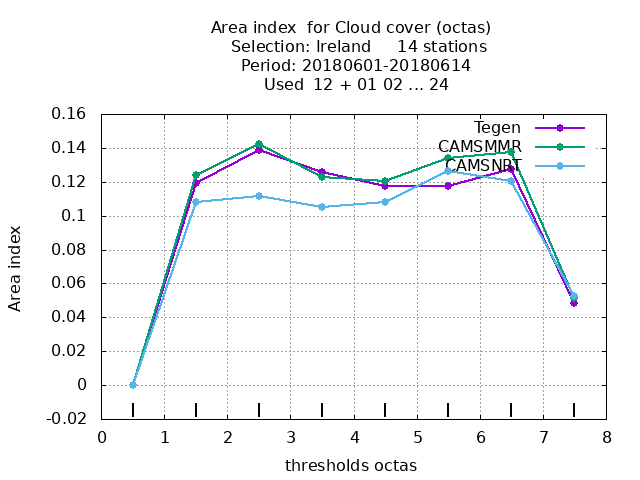 Area index  for Cloud cover (octas)
Selection: Ireland     14 stations
Period: 20180601-20180614
Used  12 + 01 02 ... 24
Tegen
CAMSMMR
CAMSNRT
0.16
0.14
0.12
0.1
0.08
0.06
0.04
0.02
0
-0.02
Area index
0 1 2 3 4 5 6 7 8
thresholds octas